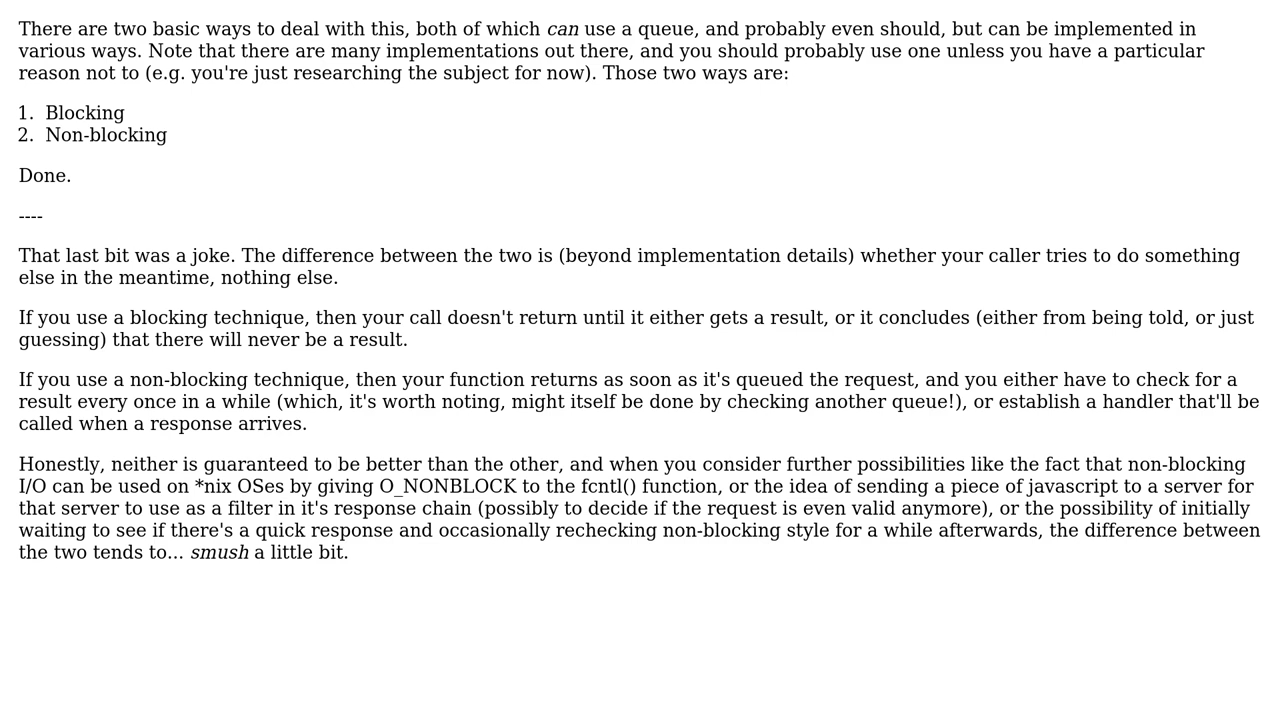 There are two basic ways to deal with this, both of which can use a queue, and probably even should, but can be implemented in
various ways. Note that there are many implementations out there, and you should probably use one unless you have a particular
reason not to (e.g. you're just researching the subject for now). Those two ways are:
1. Blocking
2. Non-blocking
Done.
----
That last bit was a joke. The difference between the two is (beyond implementation details) whether your caller tries to do something
else in the meantime, nothing else.
If you use a blocking technique, then your call doesn't return until it either gets a result, or it concludes (either from being told, or just
guessing) that there will never be a result.
If you use a non-blocking technique, then your function returns as soon as it's queued the request, and you either have to check for a
result every once in a while (which, it's worth noting, might itself be done by checking another queue!), or establish a handler that'll be
called when a response arrives.
Honestly, neither is guaranteed to be better than the other, and when you consider further possibilities like the fact that non-blocking
I/O can be used on *nix OSes by giving O_NONBLOCK to the fcntl() function, or the idea of sending a piece of javascript to a server for
that server to use as a filter in it's response chain (possibly to decide if the request is even valid anymore), or the possibility of initially
waiting to see if there's a quick response and occasionally rechecking non-blocking style for a while afterwards, the difference between
the two tends to... smush a little bit.